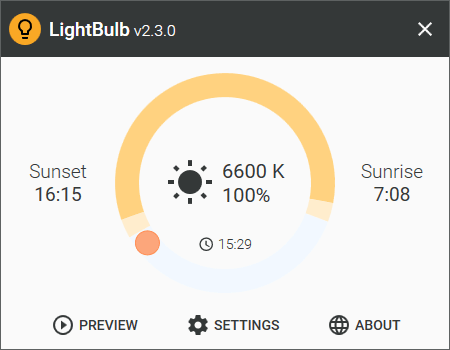 LightBulb v2.3.0
Sunset
16:15
6600 K
100%
Sunrise
7:08
15:29
PREVIEW
SETTINGS
ABOUT